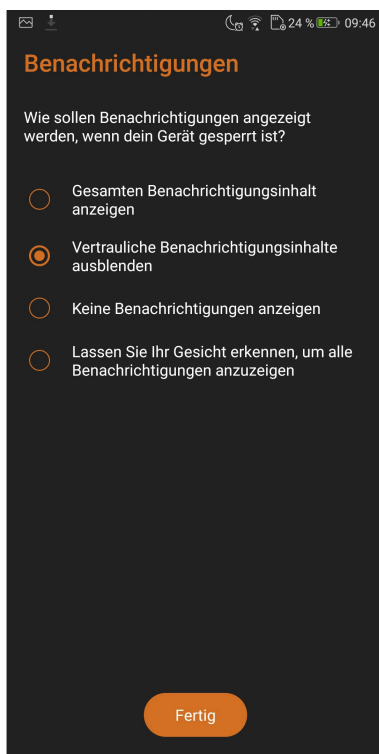 24 % 09:46
Benachrichtigungen
Wie sollen Benachrichtigungen angezeigt
werden, wenn dein Gerät gesperrt ist?
Gesamten Benachrichtigungsinhalt
anzeigen
Vertrauliche Benachrichtigungsinhalte
ausblenden
Keine Benachrichtigungen anzeigen
Lassen Sie Ihr Gesicht erkennen, um alle
Benachrichtigungen anzuzeigen
Fertig